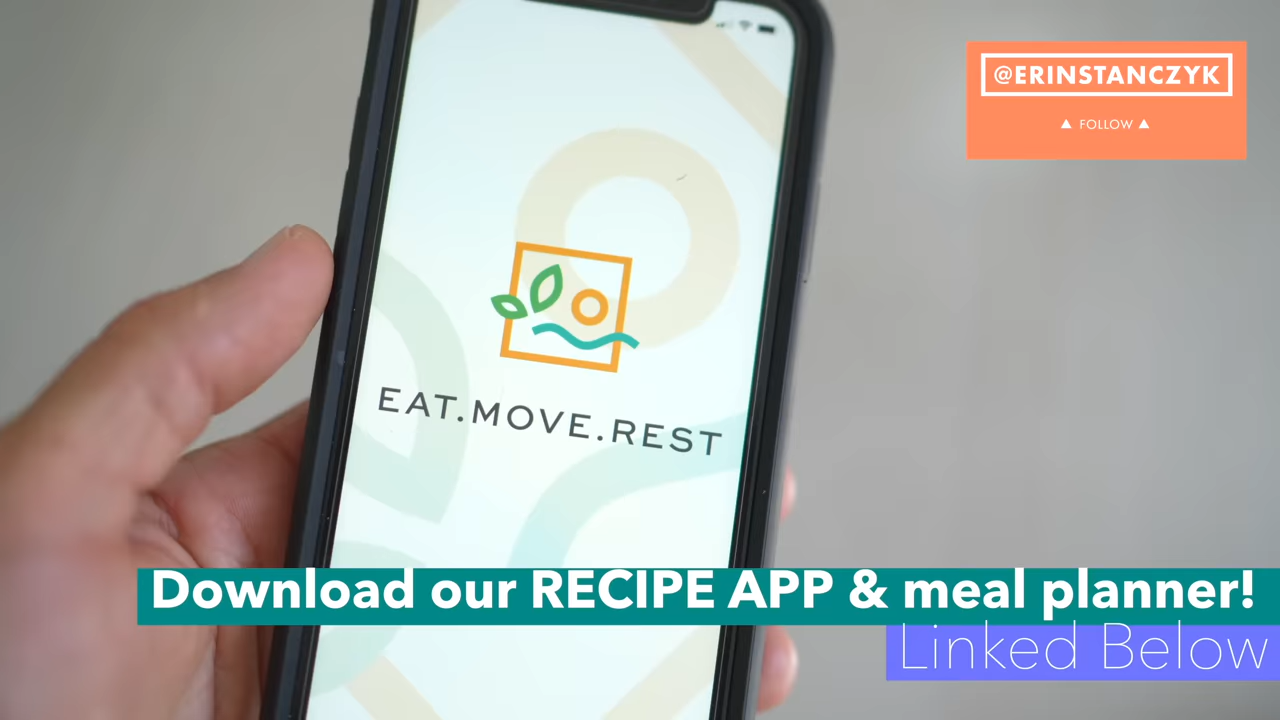 @ERINSTANCZYK
▲ FOLLOW ▲
EAT.MOVE.REST
Download our RECIPE APP & meal planner!
Linked Below